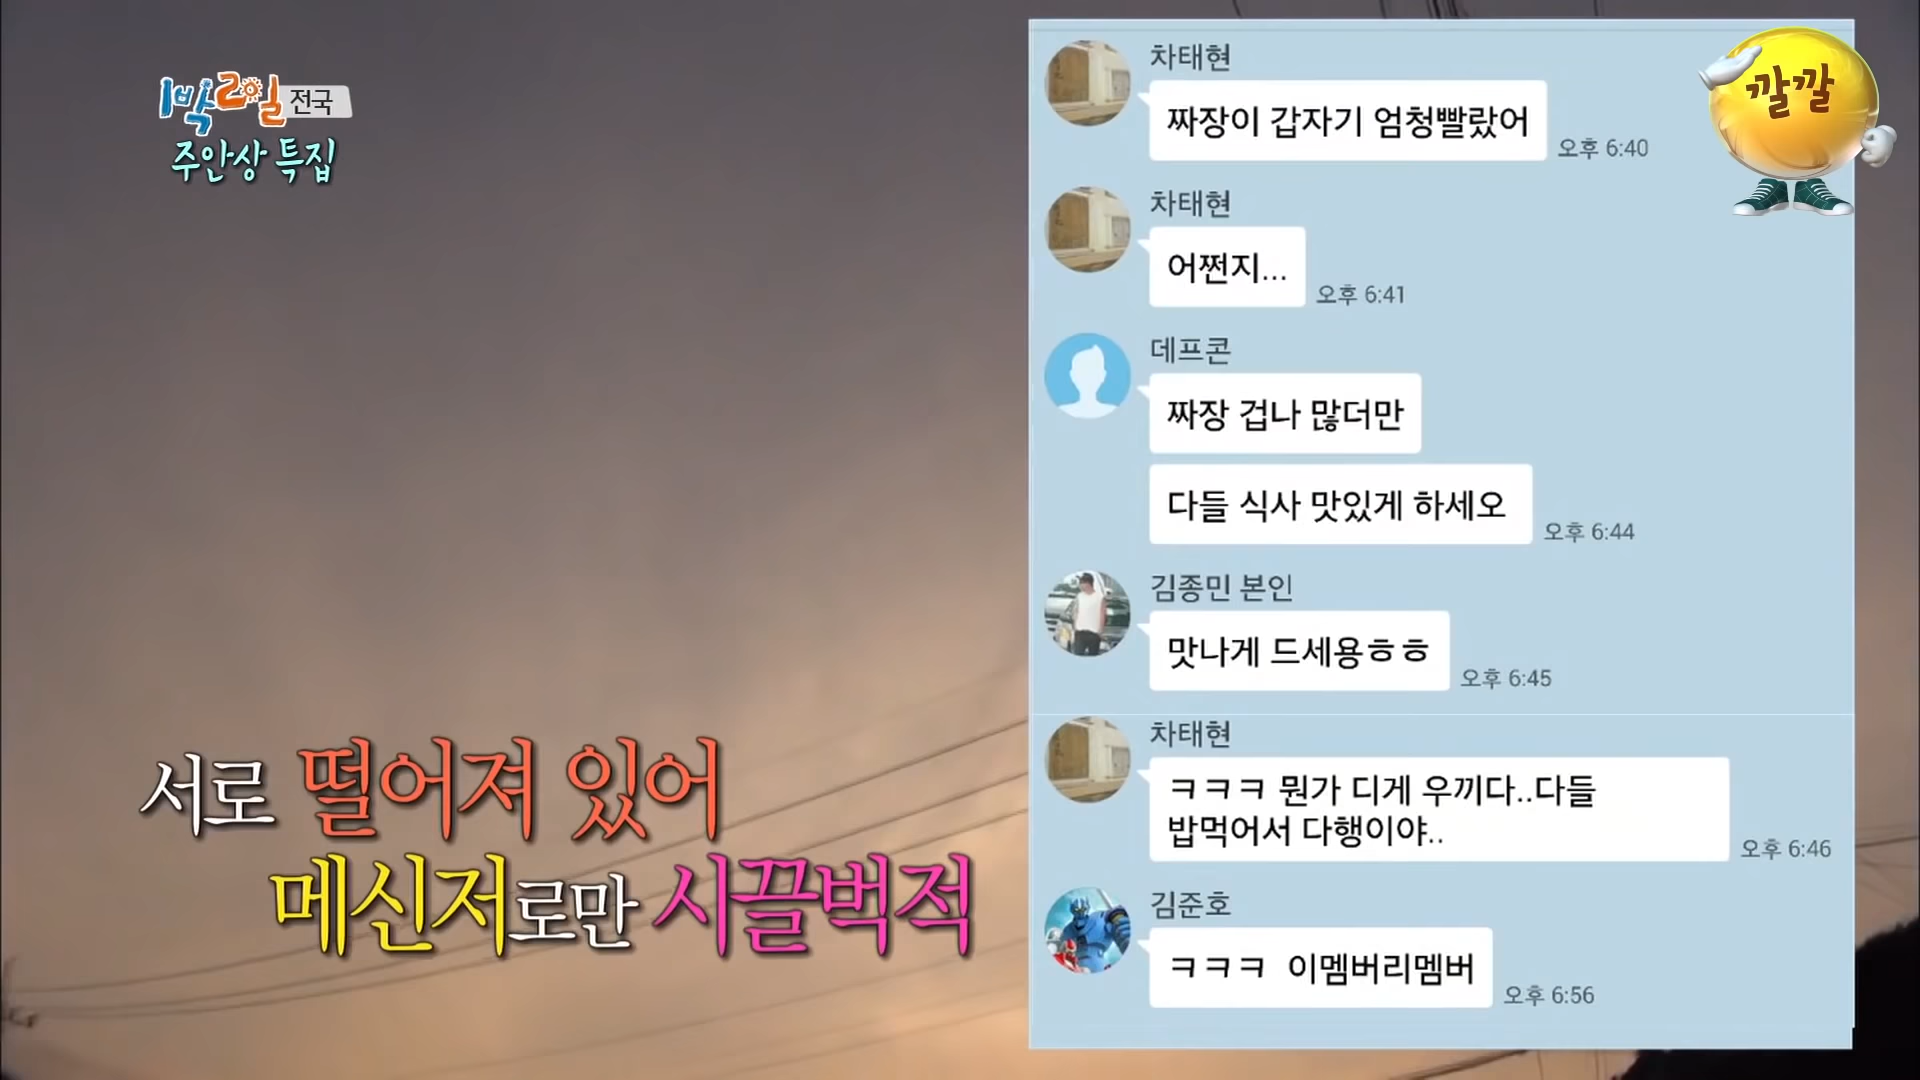 1박2일 전국
주안상 특집
깔깔
차태현
짜장이 갑자기 엄청빨랐어
오후 6:40
차태현
어쩐지...
오후 6:41
데프콘
짜장 겁나 많더만
다들 식사 맛있게 하세오
오후 6:44
김종민 본인
맛나게 드세용ㅎㅎ
오후 6:45
차태현
ㅋㅋㅋ 뭔가 디게 우끼다..다들
밥먹어서 다행이야..
오후 6:46
김준호
ㅋㅋㅋ 이멤버리멤버
오후 6:56
서로 떨어져 있어
메신저로만 시끌벅적